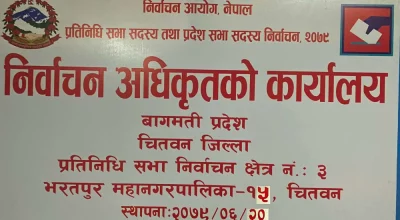 निर्वाचन आयोग, नेपाल
प्रतिनिधि सभा सदस्य तथा प्रदेश सभा सदस्य निर्वाचन, २०७९
निर्वाचन अधिकृतको कार्यालय
बागमती प्रदेश
चितवन जिल्ला
प्रतिनिधि सभा निर्वाचन क्षेत्र नं.: ३
भरतपुर महानगरपालिका-१५, चितवन
स्थापना:२०७९/०६/२०